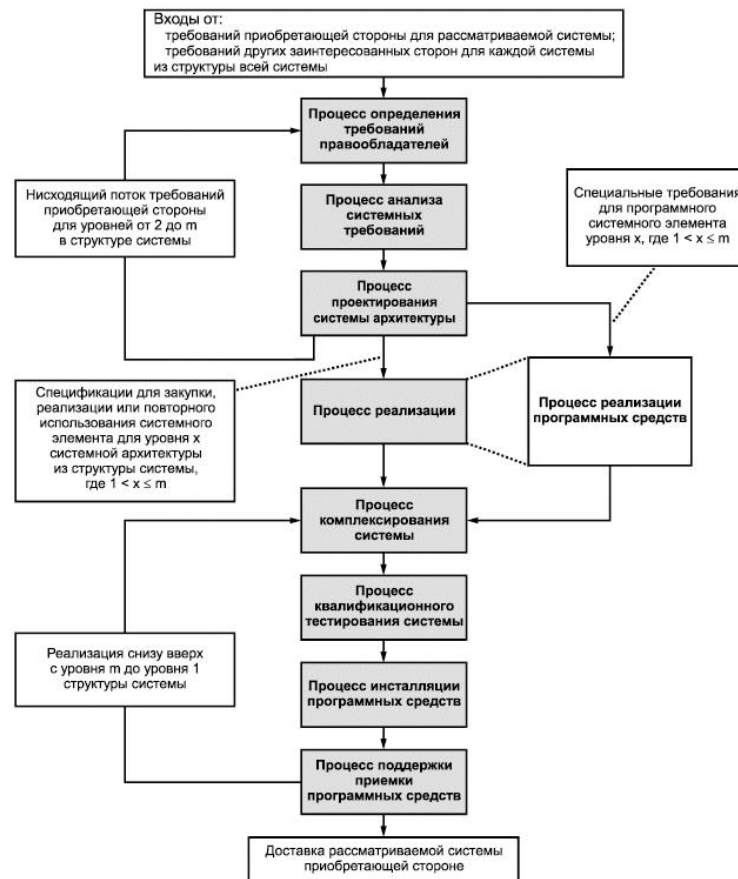 Входы от:
требований приобретающей стороны для рассматриваемой системы;
требований других заинтересованных сторон для каждой системы
из структуры всей системы
Процесс определения
требований
правообладателей
Нисходящий поток требований
приобретающей стороны
для уровней от 2 до m
в структуре системы
Процесс анализа
системных
требований
Специальные требования
для программного
системного элемента
уровня x, где 1 < x ≤ m
Процесс
проектирования
системы архитектуры
Спецификации для закупки,
реализации или повторного
использования системного
элемента для уровня x
системной архитектуры
из структуры системы,
где 1 < x ≤ m
Процесс реализации
Процесс реализации
программных средств
Процесс
комплексирования
системы
Процесс
квалификационного
тестирования системы
Реализация снизу вверх
с уровня m до уровня 1
структуры системы
Процесс инсталляции
программных средств
Процесс поддержки
приемки
программных средств
Доставка рассматриваемой системы
приобретающей стороне